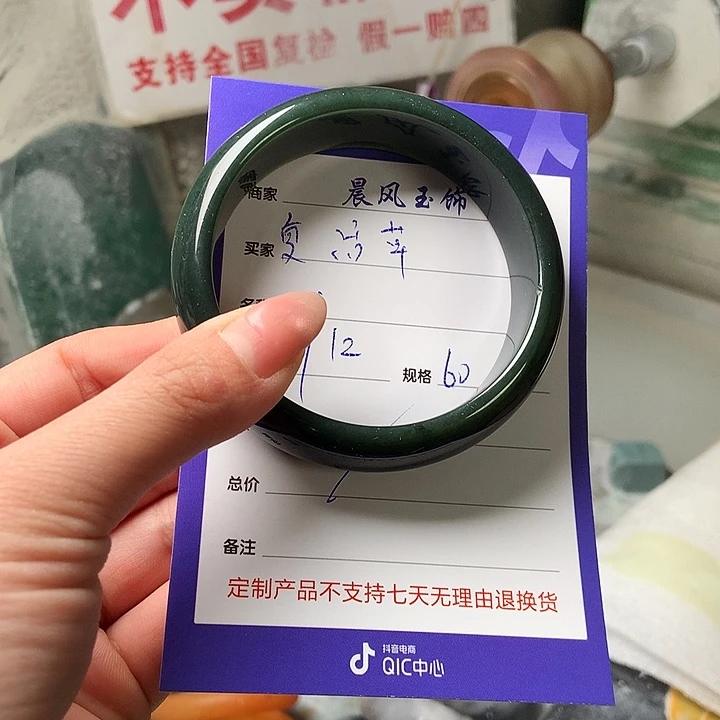 支持全国复检 假一赔四
商家 晨风玉饰
买家
12
规格 60
总价
备注
定制产品不支持七天无理由退换货
抖音电商
QIC中心